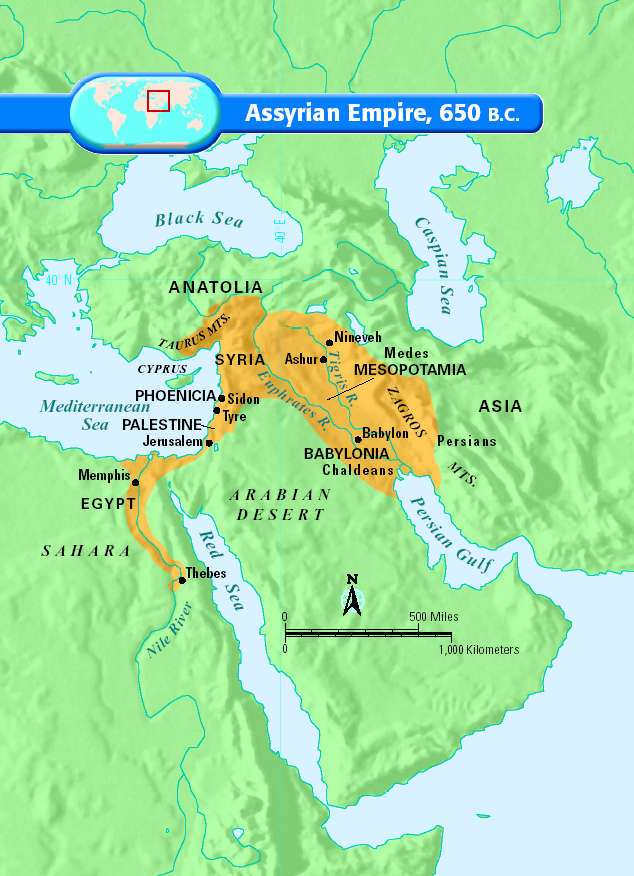 Assyrian Empire, 650 B.C.
Black Sea
40°E
Caspian Sea
40°N
ANATOLIA
TAURUS MTS.
Nineveh
CYPRUS
SYRIA
Ashur
Medes
MESOPOTAMIA
Tigris R.
PHOENICIA
Sidon
Euphrates R.
ZAGROS
MTS.
ASIA
Mediterranean
Sea
Tyre
PALESTINE
Jerusalem
Babylon
Persians
BABYLONIA
Chaldeans
Memphis
EGYPT
ARABIAN
DESERT
Persian Gulf
SAHARA
Red Sea
Thebes
N
Nile River
0
500 Miles
0
1,000 Kilometers